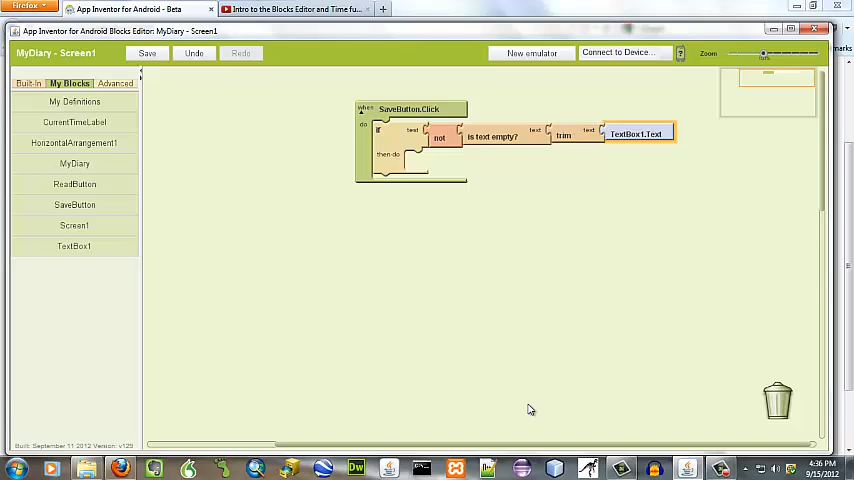 Firefox
App Inventor for Android - Beta
Intro to the Blocks Editor and Time fu...
App Inventor for Android Blocks Editor: MyDiary - Screen1
MyDiary - Screen1
Save
Undo
Redo
New emulator
Connect to Device...
Zoom
Built-In
My Blocks
Advanced
My Definitions
CurrentTimeLabel
HorizontalArrangement1
MyDiary
ReadButton
SaveButton
Screen1
TextBox1
when
SaveButton.Click
do
if
test
not
is text empty?
text
trim
text
TextBox1.Text
then-do
Built: September 11 2012 Version: v125
Dw
4:36 PM
9/15/2012